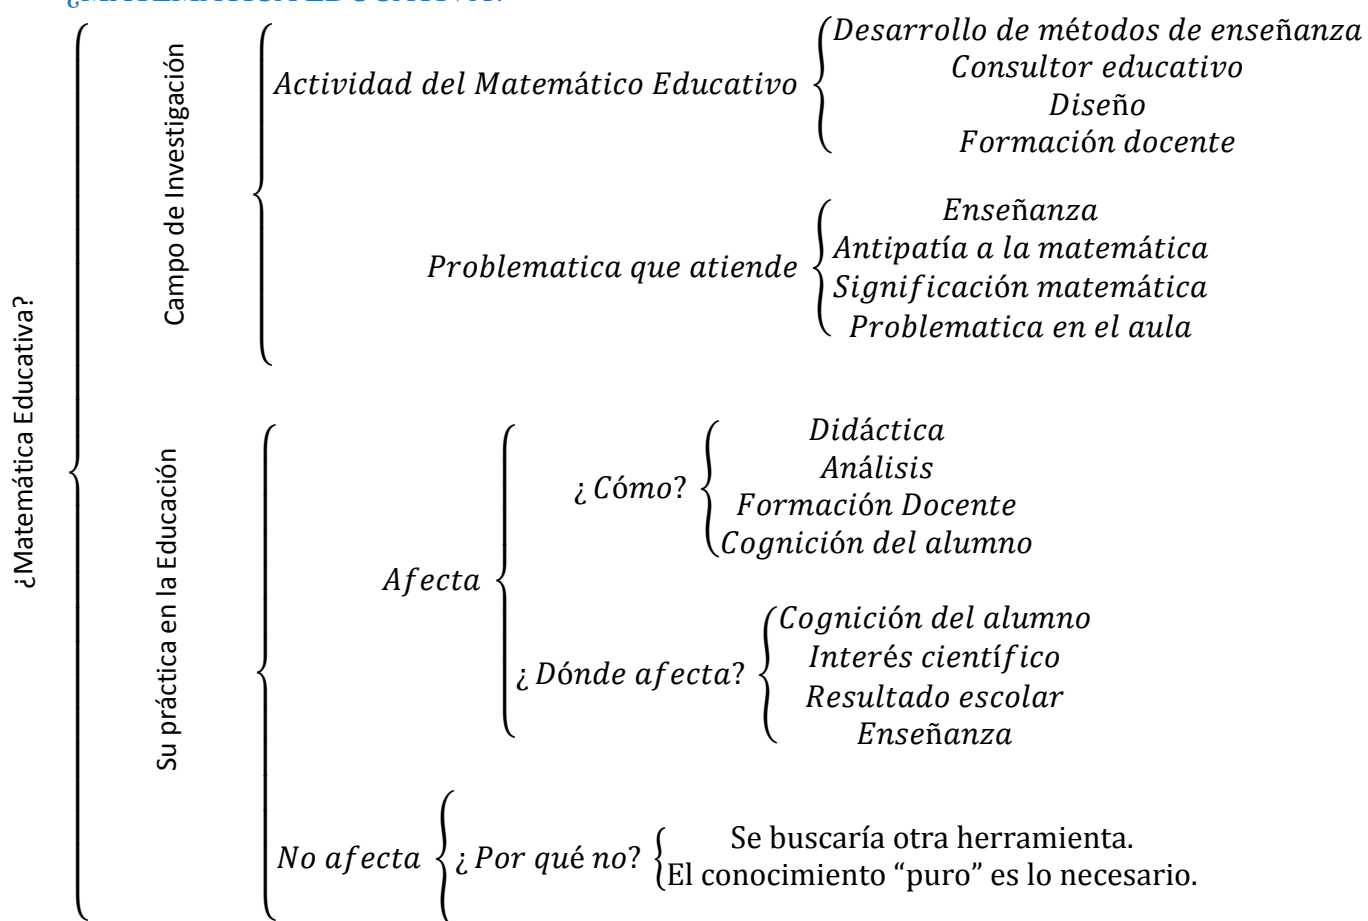 ¿MATEMÁTICA EDUCATIVA?
¿Matemática Educativa?
Campo de Investigación
Actividad del Matemático Educativo
Desarrollo de métodos de enseñanza
Consultor educativo
Diseño
Formación docente
Problematica que atiende
Enseñanza
Antipatía a la matemática
Significación matemática
Problematica en el aula
Su práctica en la Educación
Afecta
¿Cómo?
Didáctica
Análisis
Formación Docente
Cognición del alumno
¿Dónde afecta?
Cognición del alumno
Interés científico
Resultado escolar
Enseñanza
No afecta
¿Por qué no?
Se buscaría otra herramienta.
El conocimiento “puro” es lo necesario.